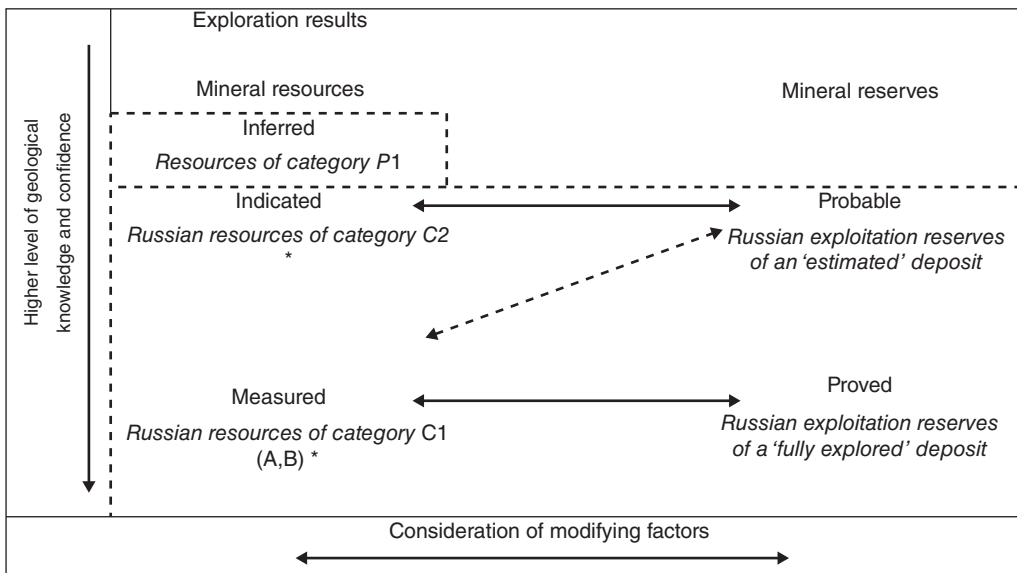 Exploration results
Mineral resources
Mineral reserves
Higher level of geological
knowledge and confidence
Inferred
Resources of category P1
Indicated
Russian resources of category C2
*
Probable
Russian exploitation reserves
of an ‘estimated’ deposit
Measured
Russian resources of category C1
(A,B) *
Proved
Russian exploitation reserves
of a ‘fully explored’ deposit
Consideration of modifying factors